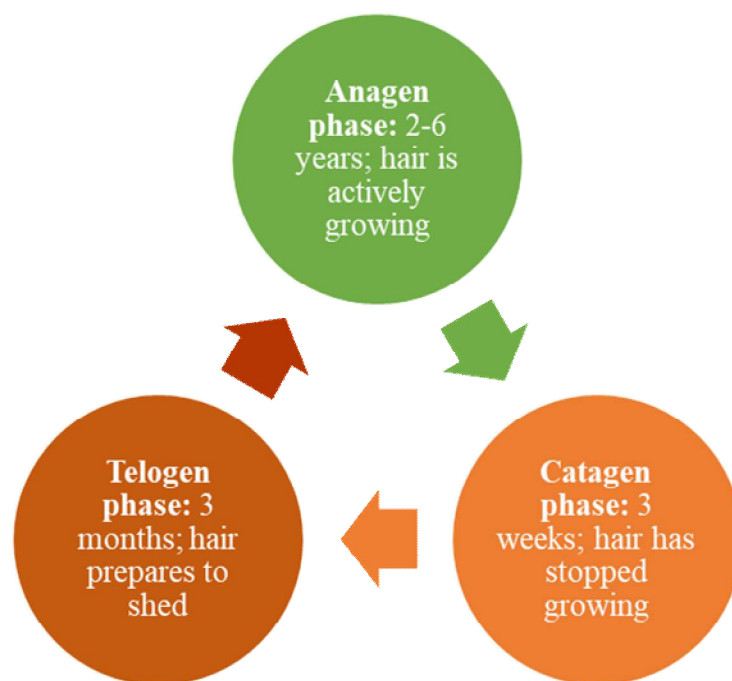 Anagen
phase: 2-6
years; hair is
actively
growing
Catagen
phase: 3
weeks; hair has
stopped
growing
Telogen
phase: 3
months; hair
prepares to
shed